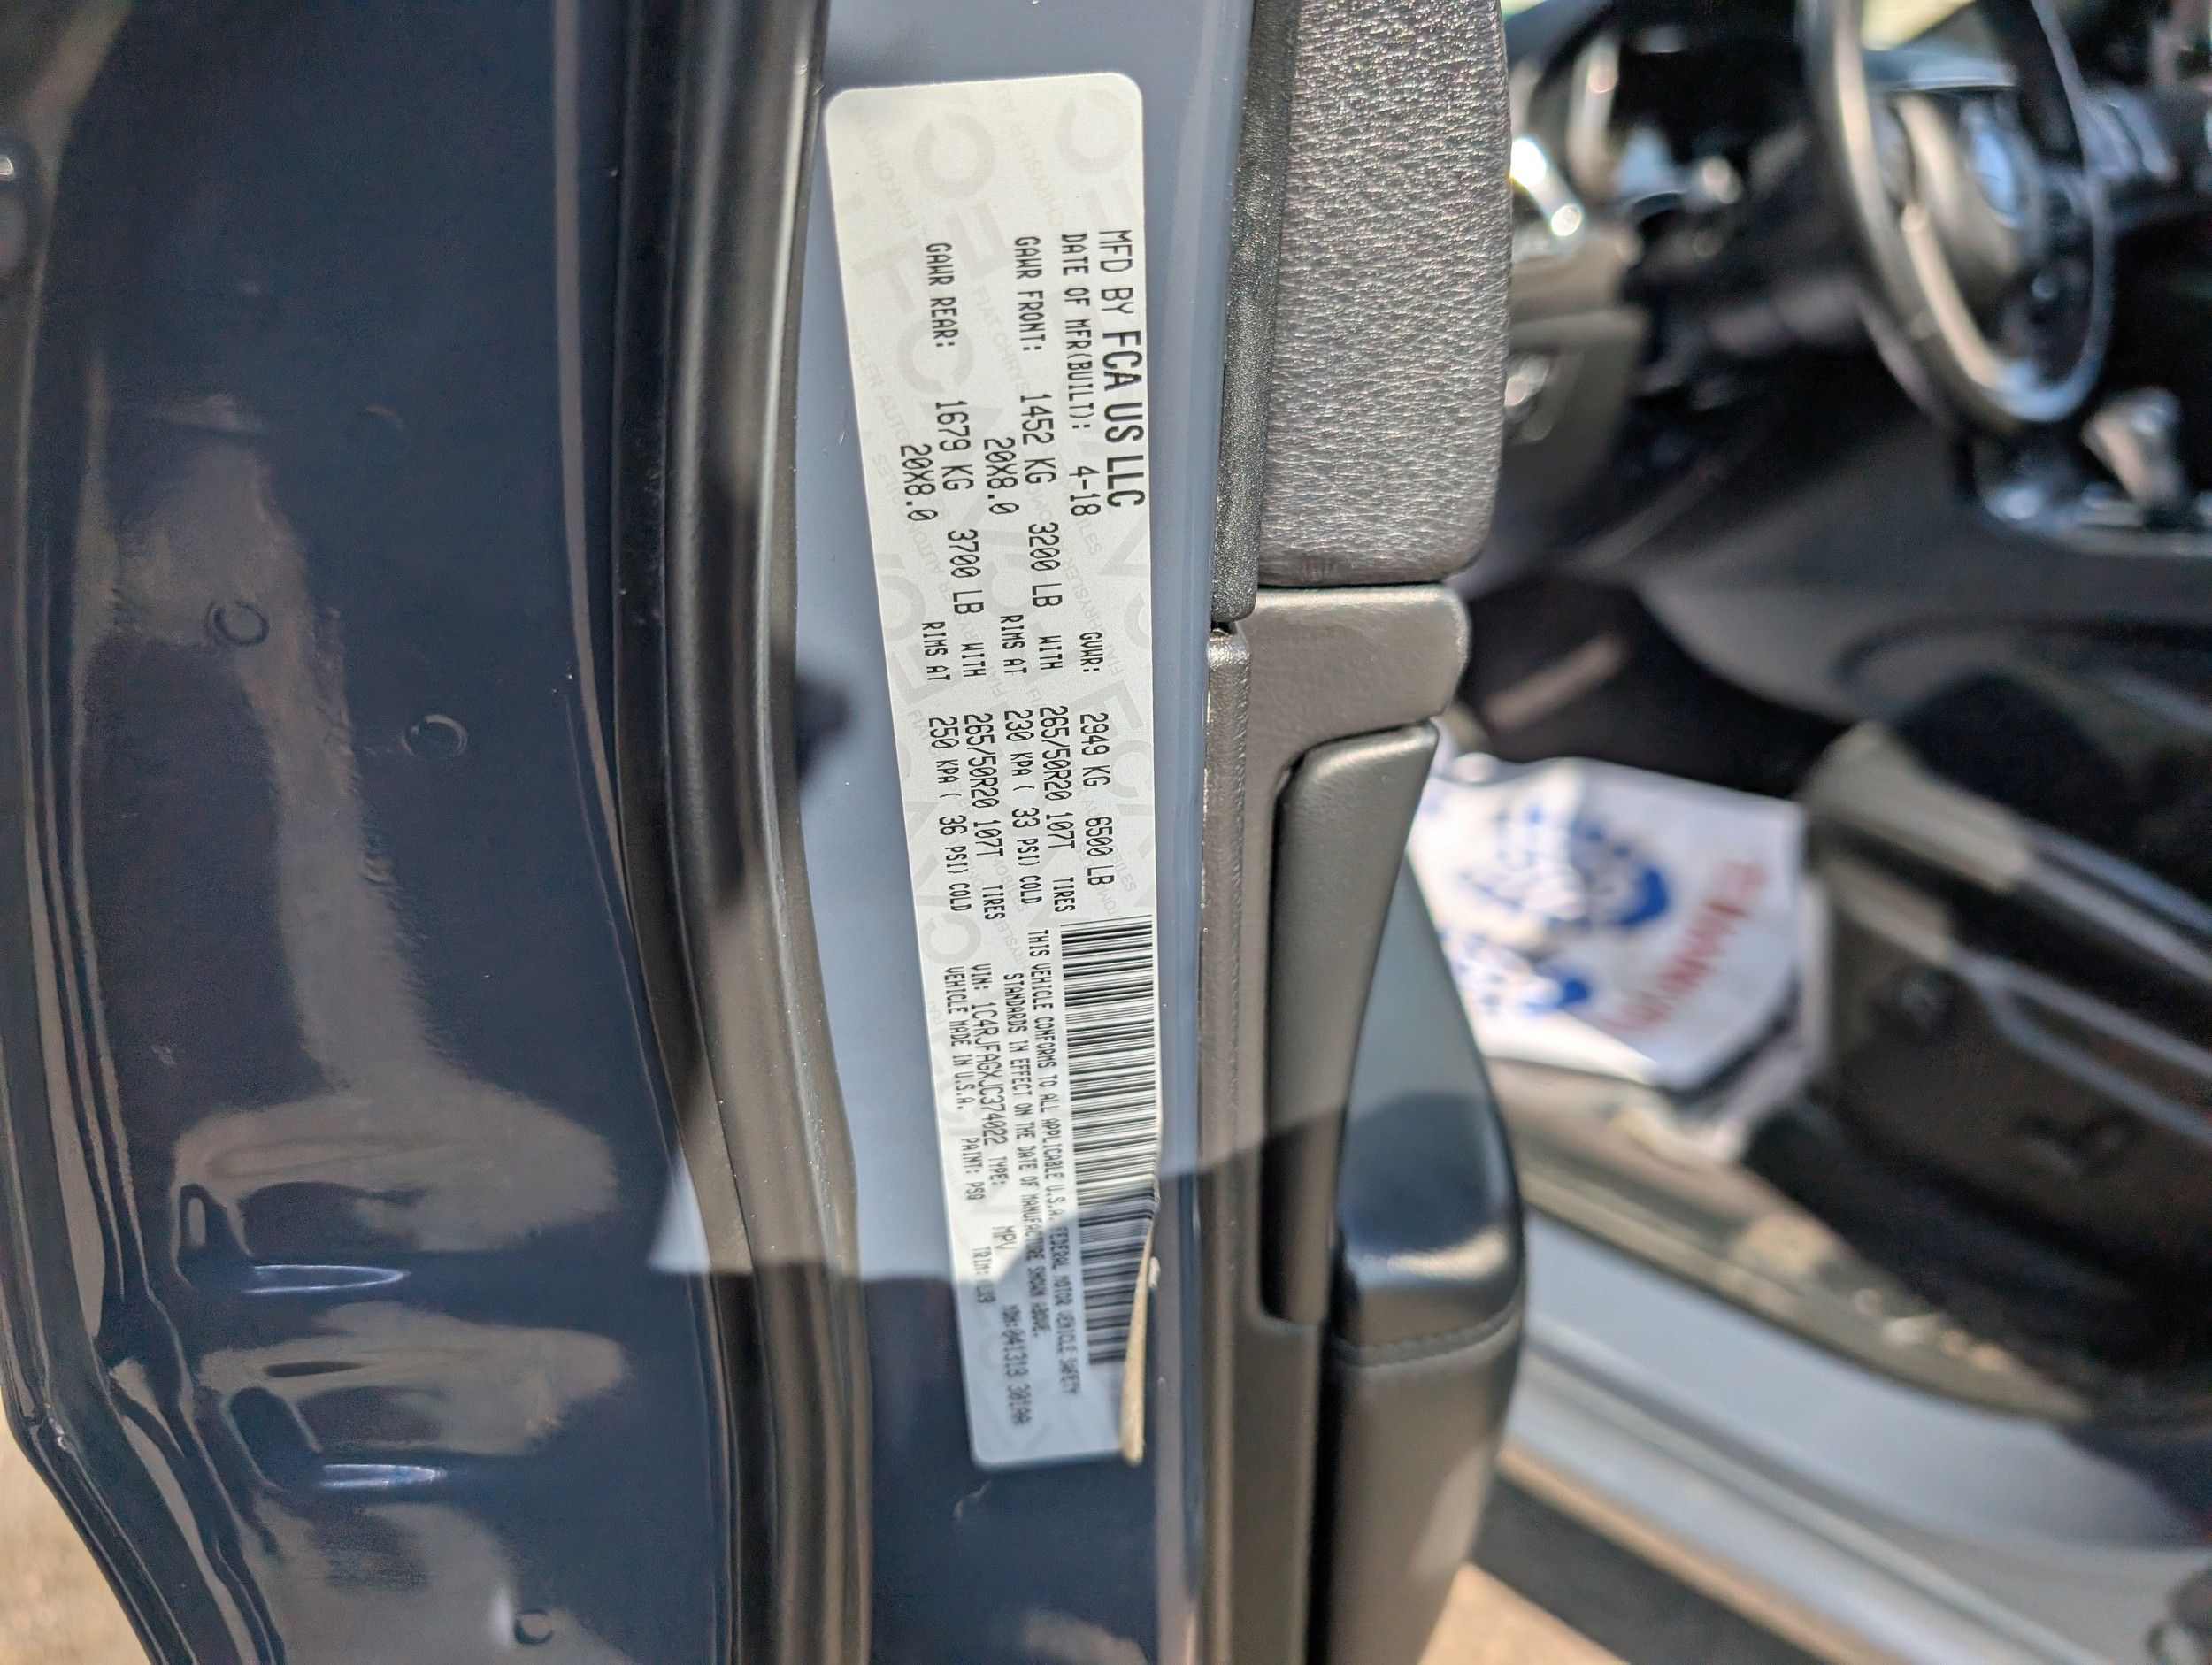 MFD BY FCA US LLC
DATE OF MFR(BUILT): 4-18 GVWR: 2949 KG 6500 LB
GAWR FRONT: 1452 KG 3200 LB WITH 265/50R20 107T TIRES
20X8.0 RIMS AT 230 KPA ( 33 PSI) COLD
GAWR REAR: 1679 KG 3700 LB WITH 265/50R20 107T TIRES
20X8.0 RIMS AT 250 KPA ( 36 PSI) COLD
THIS VEHICLE CONFORMS TO ALL APPLICABLE U.S.A. FEDERAL MOTOR VEHICLE SAFETY
STANDARDS IN EFFECT ON THE DATE OF MANUFACTURE SHOWN ABOVE.
VIN: 1C4RJFAGXJC374022 TYPE: MPV
VEHICLE MADE IN U.S.A. PAINT: PSQ TRIM: